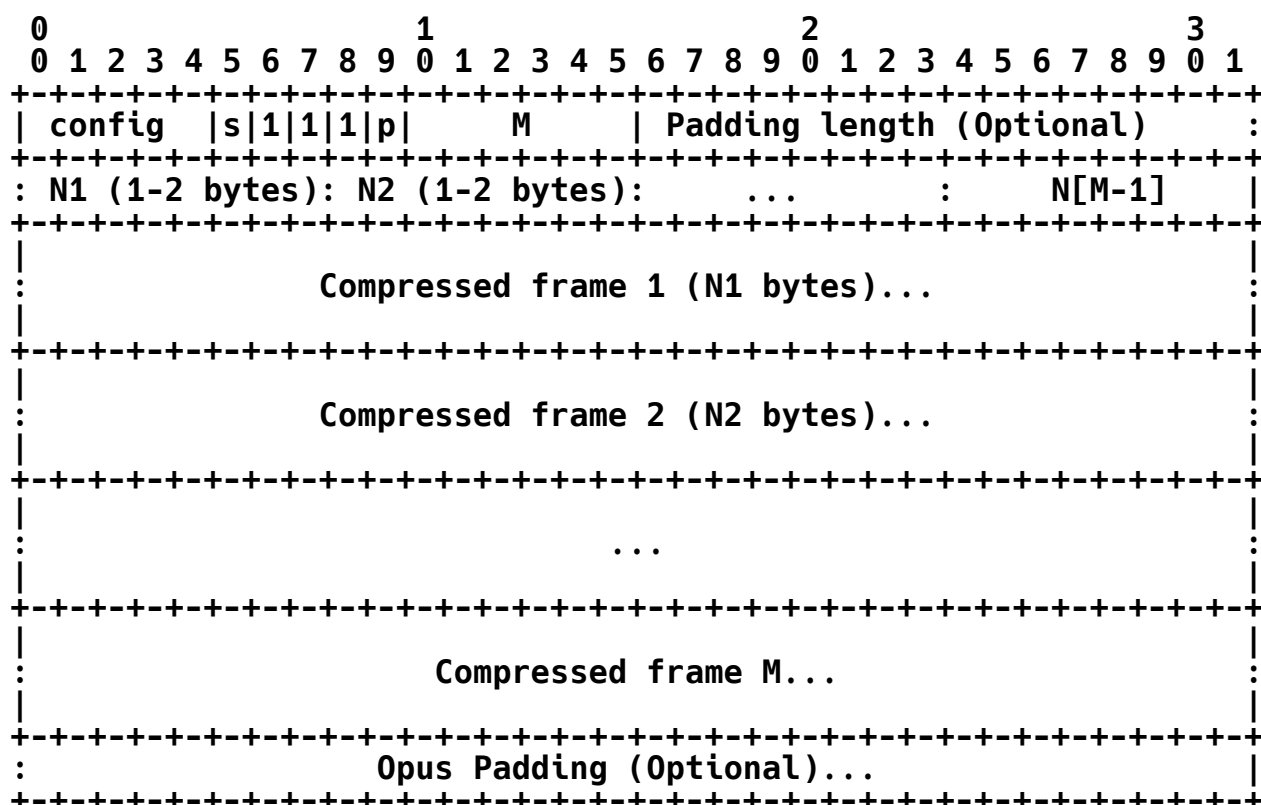 0                   1                   2                   3
 0 1 2 3 4 5 6 7 8 9 0 1 2 3 4 5 6 7 8 9 0 1 2 3 4 5 6 7 8 9 0 1
+-+-+-+-+-+-+-+-+-+-+-+-+-+-+-+-+-+-+-+-+-+-+-+-+-+-+-+-+-+-+-+-+
| config  |s|1|1|1|p|     M     | Padding length (Optional)     :
+-+-+-+-+-+-+-+-+-+-+-+-+-+-+-+-+-+-+-+-+-+-+-+-+-+-+-+-+-+-+-+-+
: N1 (1-2 bytes): N2 (1-2 bytes):     ...       :     N[M-1]    |
+-+-+-+-+-+-+-+-+-+-+-+-+-+-+-+-+-+-+-+-+-+-+-+-+-+-+-+-+-+-+-+-+
|                                                               |
:               Compressed frame 1 (N1 bytes)...                :
|                                                               |
+-+-+-+-+-+-+-+-+-+-+-+-+-+-+-+-+-+-+-+-+-+-+-+-+-+-+-+-+-+-+-+-+
|                                                               |
:               Compressed frame 2 (N2 bytes)...                :
|                                                               |
+-+-+-+-+-+-+-+-+-+-+-+-+-+-+-+-+-+-+-+-+-+-+-+-+-+-+-+-+-+-+-+-+
|                                                               |
:                              ...                              :
|                                                               |
+-+-+-+-+-+-+-+-+-+-+-+-+-+-+-+-+-+-+-+-+-+-+-+-+-+-+-+-+-+-+-+-+
|                                                               |
:                     Compressed frame M...                     :
|                                                               |
+-+-+-+-+-+-+-+-+-+-+-+-+-+-+-+-+-+-+-+-+-+-+-+-+-+-+-+-+-+-+-+-+
:                  Opus Padding (Optional)...                   |
+-+-+-+-+-+-+-+-+-+-+-+-+-+-+-+-+-+-+-+-+-+-+-+-+-+-+-+-+-+-+-+-+